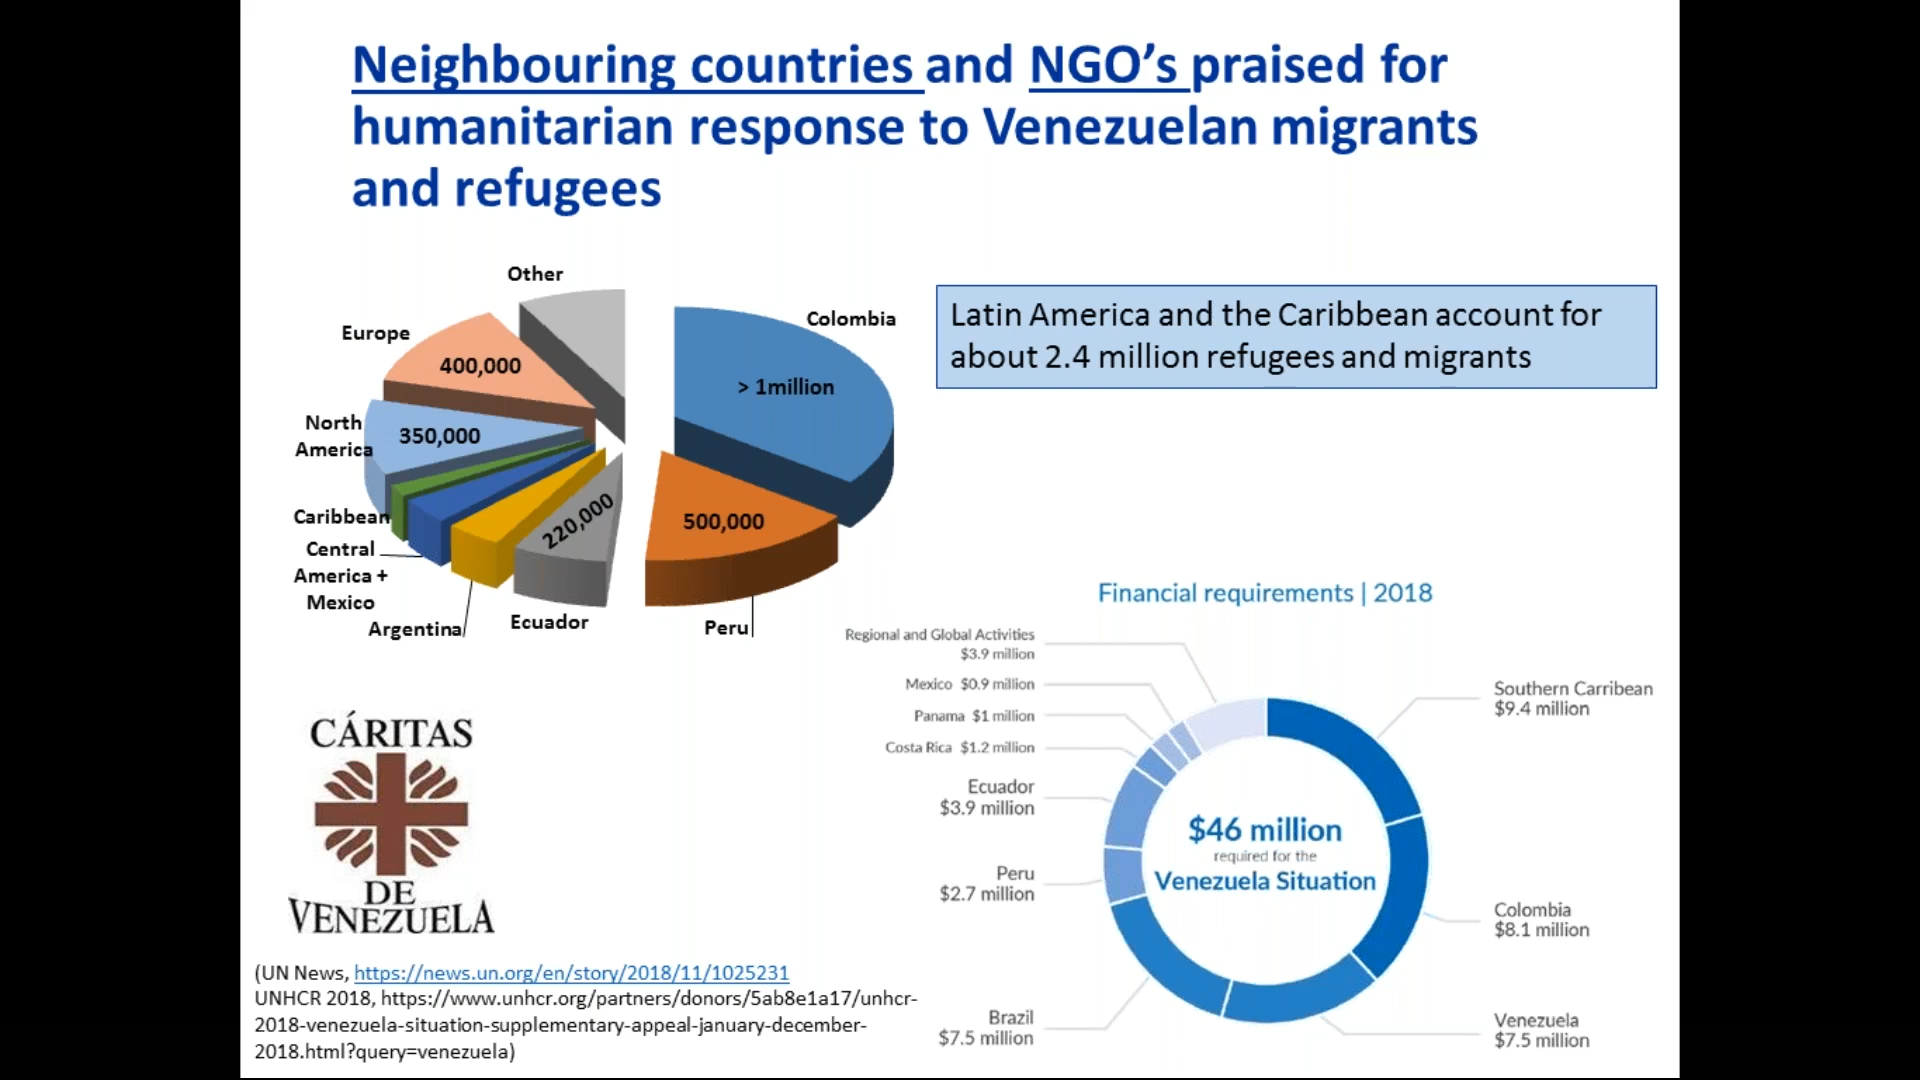 Neighbouring countries and NGO's praised for
humanitarian response to Venezuelan migrants
and refugees
Other
Colombia
Europe
400,000
> 1million
North
America
350,000
Caribbean
Central
America +
Mexico
Argentina
220,000
Ecuador
500,000
Peru
Latin America and the Caribbean account for
about 2.4 million refugees and migrants
Financial requirements | 2018
Regional and Global Activities
$3.9 million
Mexico $0.9 million
Panama $1 million
Costa Rica $1.2 million
Ecuador
$3.9 million
Peru
$2.7 million
Brazil
$7.5 million
Southern Carribean
$9.4 million
Colombia
$8.1 million
Venezuela
$7.5 million
$46 million
required for the
Venezuela Situation
CÁRITAS
DE
VENEZUELA
(UN News, https://news.un.org/en/story/2018/11/1025231
UNHCR 2018, https://www.unhcr.org/partners/donors/5ab8e1a17/unhcr-
2018-venezuela-situation-supplementary-appeal-january-december-
2018.html?query=venezuela)